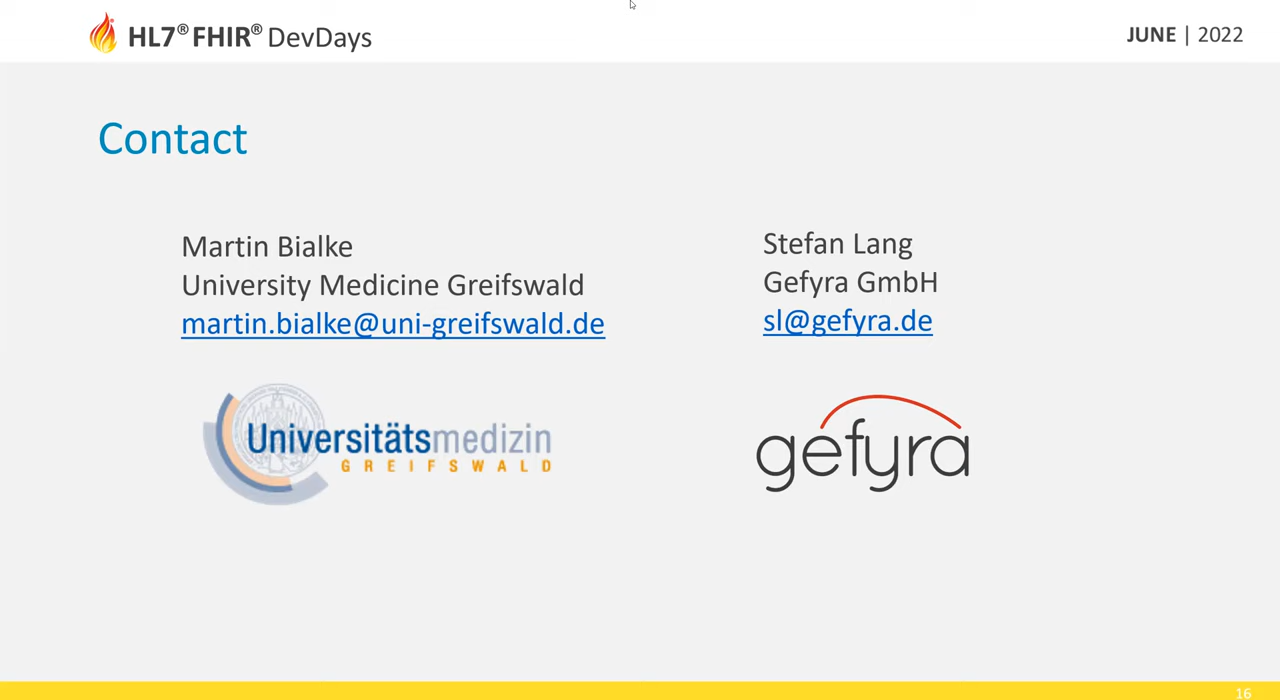 HL7® FHIR® DevDays
JUNE | 2022
Contact
Martin Bialke
University Medicine Greifswald
martin.bialke@uni-greifswald.de
Stefan Lang
Gefyra GmbH
sl@gefyra.de
Universitätsmedizin
GREIFSWALD
gefyra
16